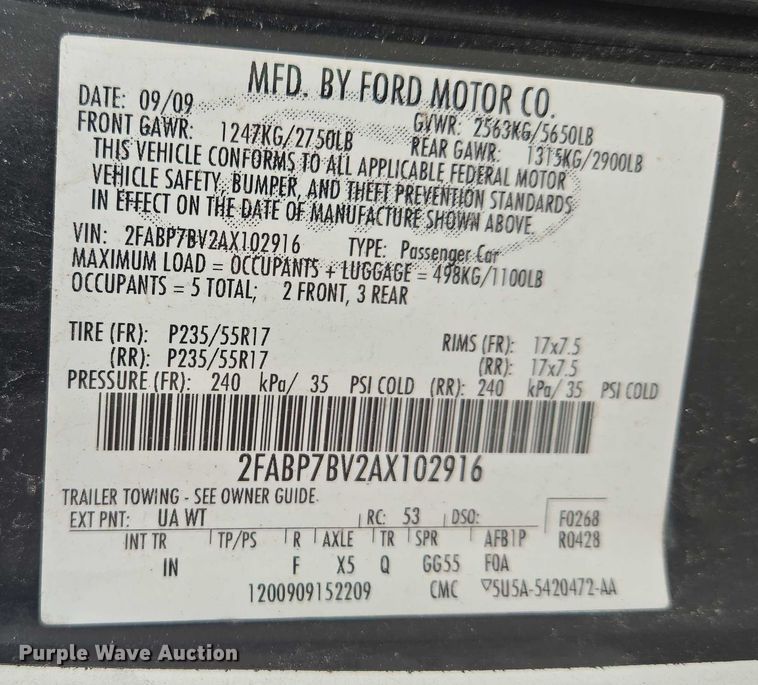 MFD. BY FORD MOTOR CO.
DATE: 09/09 GVWR: 2563KG/5650LB
FRONT GAWR: 1247KG/2750LB REAR GAWR: 1315KG/2900LB
THIS VEHICLE CONFORMS TO ALL APPLICABLE FEDERAL MOTOR
VEHICLE SAFETY, BUMPER, AND THEFT PREVENTION STANDARDS
IN EFFECT ON THE DATE OF MANUFACTURE SHOWN ABOVE.
VIN: 2FABP7BV2AX102916 TYPE: Passenger Car
MAXIMUM LOAD = OCCUPANTS + LUGGAGE = 498KG/1100LB
OCCUPANTS = 5 TOTAL; 2 FRONT, 3 REAR
TIRE (FR): P235/55R17 RIMS (FR): 17x7.5
(RR): P235/55R17 (RR): 17x7.5
PRESSURE (FR): 240 kPa/ 35 PSI COLD (RR): 240 kPa/ 35 PSI COLD
2FABP7BV2AX102916
TRAILER TOWING - SEE OWNER GUIDE.
EXT PNT: UA WT RC: 53 DSO: F0268
INT TR TP/PS R AXLE TR SPR AFB1P R0428
IN F X5 Q GG55 F0A
1200909152209 CMC 5U5A-5420472-AA
Purple Wave Auction